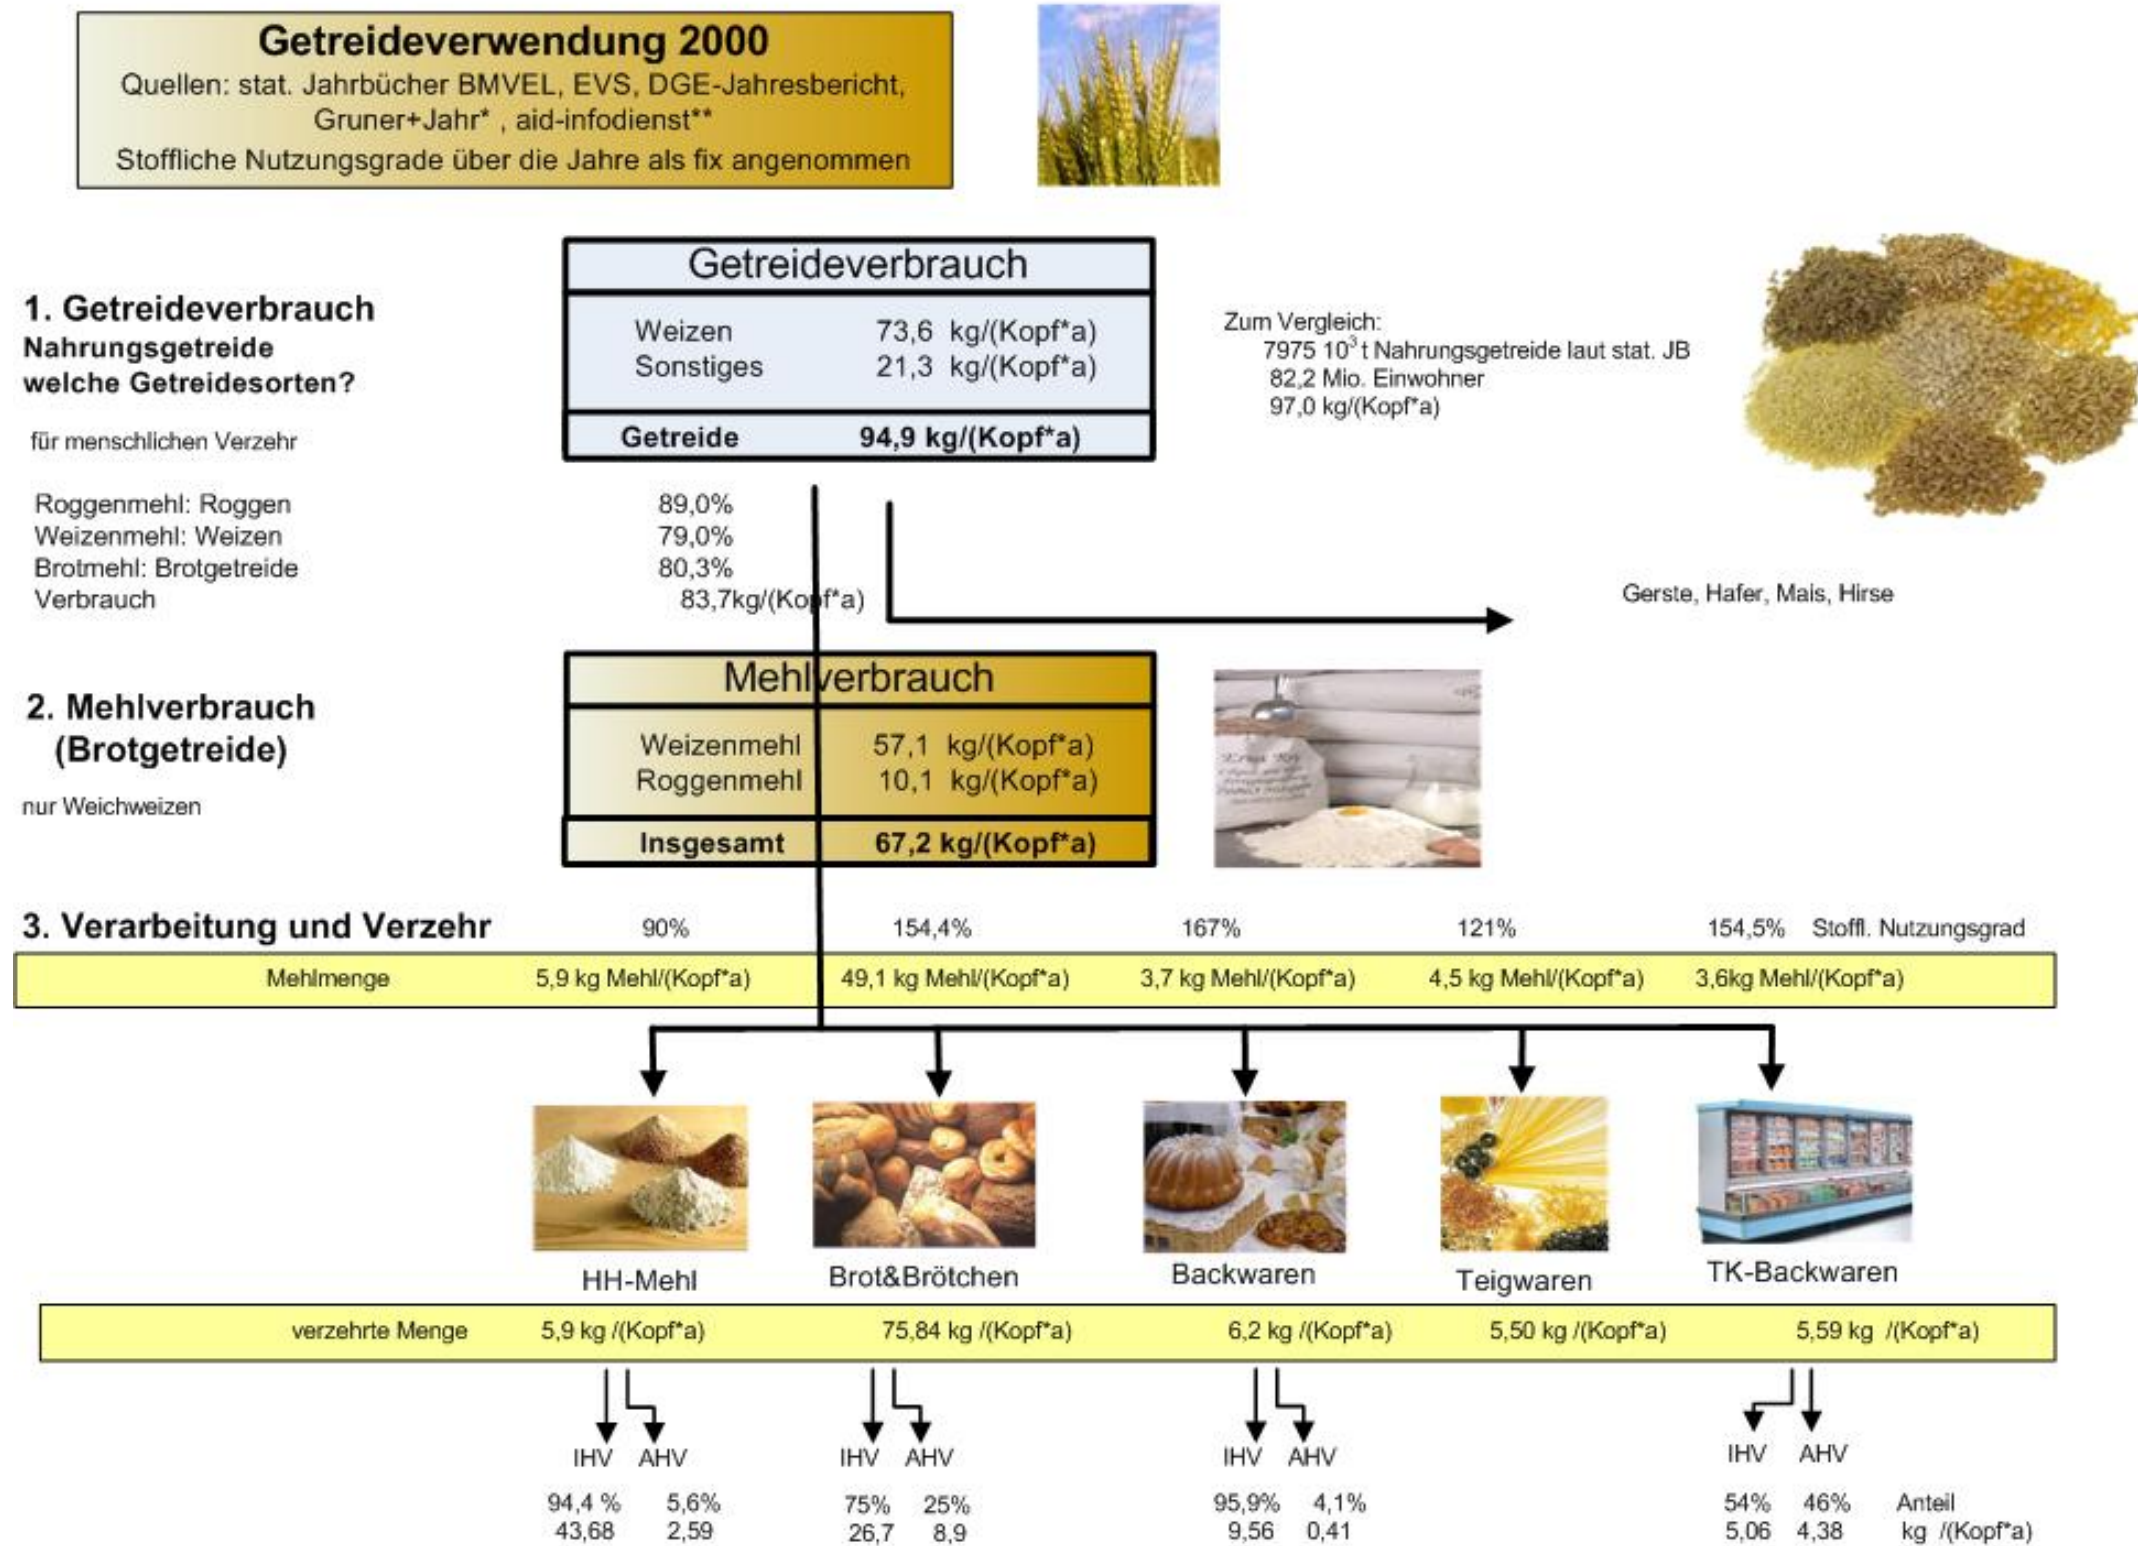 Getreideverwendung 2000
Quellen: stat. Jahrbücher BMVEL, EVS, DGE-Jahresbericht,
Gruner+Jahr* , aid-infodienst**
Stoffliche Nutzungsgrade über die Jahre als fix angenommen
Getreideverbrauch
1. Getreideverbrauch
Nahrungsgetreide
welche Getreidesorten?
für menschlichen Verzehr
Weizen 73,6 kg/(Kopf*a)
Sonstiges 21,3 kg/(Kopf*a)
Getreide 94,9 kg/(Kopf*a)
Zum Vergleich:
7975 10³ t Nahrungsgetreide laut stat. JB
82,2 Mio. Einwohner
97,0 kg/(Kopf*a)
Roggenmehl: Roggen 89,0%
Weizenmehl: Weizen 79,0%
Brotmehl: Brotgetreide 80,3%
Verbrauch 83,7kg/(Kopf*a)
Gerste, Hafer, Mais, Hirse
Mehlverbrauch
2. Mehlverbrauch
(Brotgetreide)
nur Weichweizen
Weizenmehl 57,1 kg/(Kopf*a)
Roggenmehl 10,1 kg/(Kopf*a)
Insgesamt 67,2 kg/(Kopf*a)
3. Verarbeitung und Verzehr 90% 154,4% 167% 121% 154,5% Stoffl. Nutzungsgrad
Mehlmenge 5,9 kg Mehl/(Kopf*a) 49,1 kg Mehl/(Kopf*a) 3,7 kg Mehl/(Kopf*a) 4,5 kg Mehl/(Kopf*a) 3,6kg Mehl/(Kopf*a)
HH-Mehl Brot&Brötchen Backwaren Teigwaren TK-Backwaren
verzehrte Menge 5,9 kg /(Kopf*a) 75,84 kg /(Kopf*a) 6,2 kg /(Kopf*a) 5,50 kg /(Kopf*a) 5,59 kg /(Kopf*a)
IHV AHV IHV AHV IHV AHV IHV AHV
94,4 % 5,6% 75% 25% 95,9% 4,1% 54% 46% Anteil
43,68 2,59 26,7 8,9 9,56 0,41 5,06 4,38 kg /(Kopf*a)